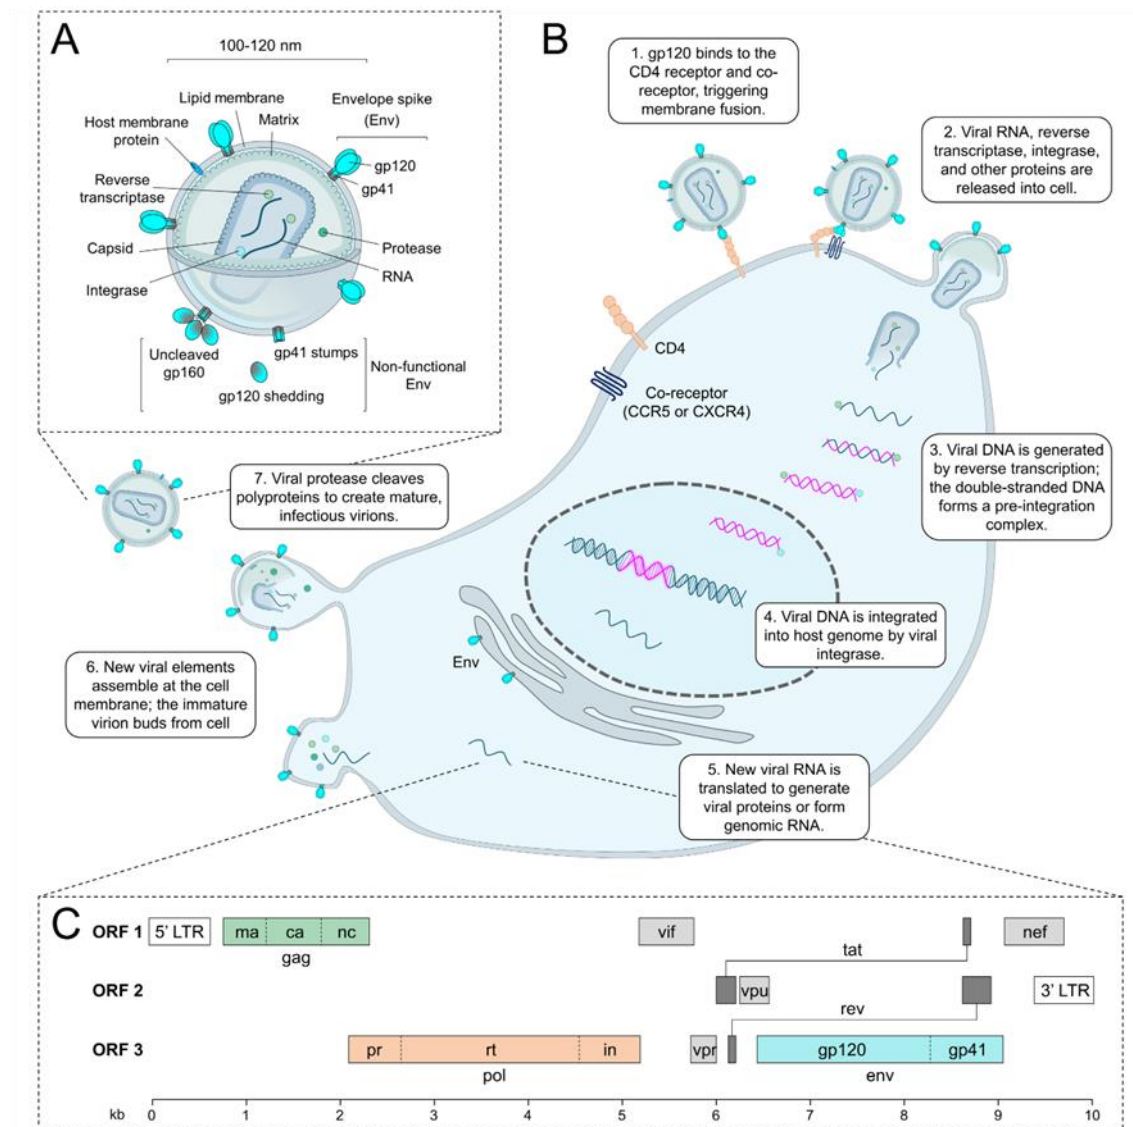 A
100-120 nm
Lipid membrane
Envelope spike
(Env)
Host membrane
protein
Matrix
gp120
gp41
Reverse
transcriptase
Capsid
Protease
RNA
Integrase
Uncleaved
gp160
gp41 stumps
gp120 shedding
Non-functional
Env
B
1. gp120 binds to the
CD4 receptor and co-
receptor, triggering
membrane fusion.
2. Viral RNA, reverse
transcriptase, integrase,
and other proteins are
released into cell.
CD4
Co-receptor
(CCR5 or CXCR4)
3. Viral DNA is generated
by reverse transcription;
the double-stranded DNA
forms a pre-integration
complex.
4. Viral DNA is integrated
into host genome by viral
integrase.
Env
5. New viral RNA is
translated to generate
viral proteins or form
genomic RNA.
6. New viral elements
assemble at the cell
membrane; the immature
virion buds from cell
7. Viral protease cleaves
polyproteins to create mature,
infectious virions.
C
ORF 1 5' LTR ma ca nc vif nef
gag
tat
ORF 2 vpu 3' LTR
rev
ORF 3 pr rt in vpr gp120 gp41
pol env
kb 0 1 2 3 4 5 6 7 8 9 10